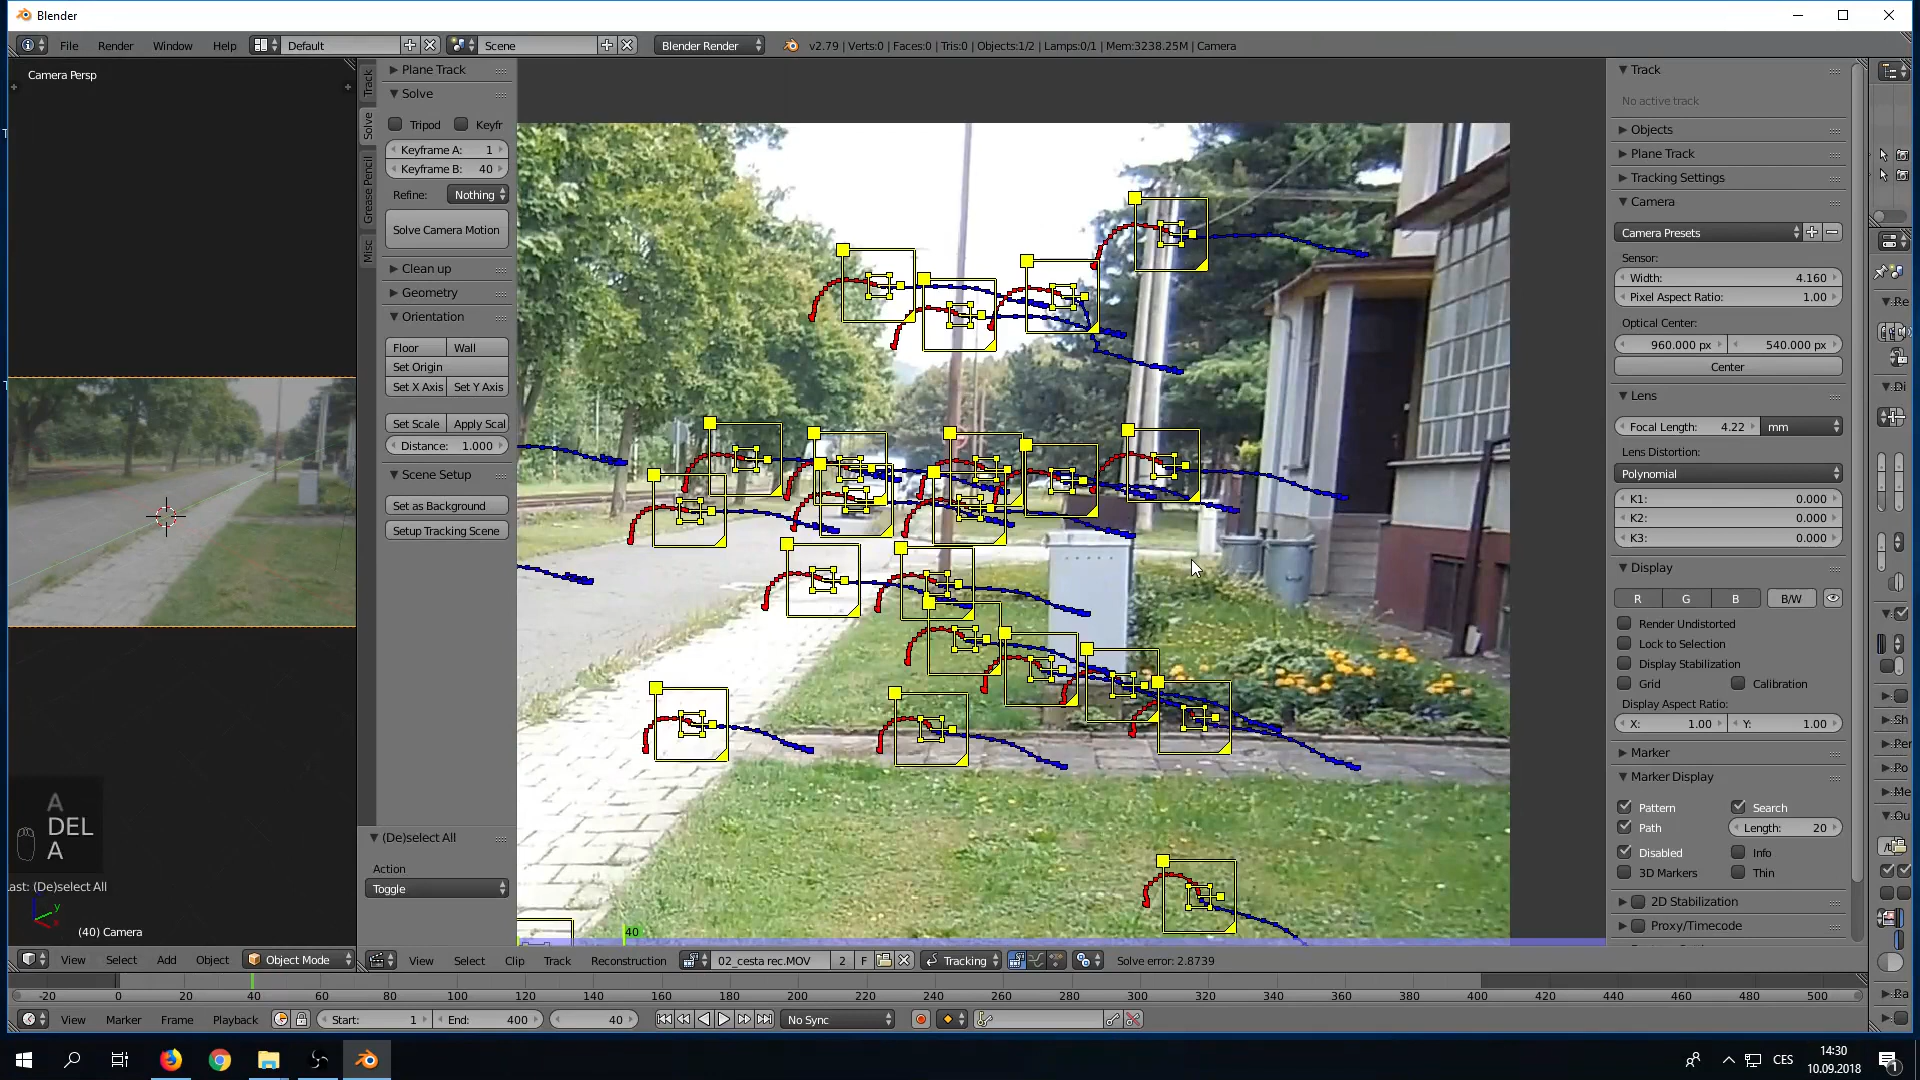 Blender
File Render Window Help Default Scene Blender Render v2.79 | Verts:0 | Faces:0 | Tris:0 | Objects:1/2 | Lamps:0/1 | Mem:3238.25M | Camera
Camera Persp
Track
Solve
Grease Pencil
Misc
Plane Track
Solve
Tripod Keyfr
Keyframe A: 1
Keyframe B: 40
Refine: Nothing
Solve Camera Motion
Clean up
Geometry
Orientation
Floor Wall
Set Origin
Set X Axis Set Y Axis
Set Scale Apply Scal
Distance: 1.000
Scene Setup
Set as Background
Setup Tracking Scene
(De)select All
Action
Toggle
A
DEL
A
ast: (De)select All
y
(40) Camera
40
Track
No active track
Objects
Plane Track
Tracking Settings
Camera
Camera Presets
Sensor:
Width: 4.160
Pixel Aspect Ratio: 1.00
Optical Center:
960.000 px 540.000 px
Center
Lens
Focal Length: 4.22 mm
Lens Distortion:
Polynomial
K1: 0.000
K2: 0.000
K3: 0.000
Display
R G B B/W
Render Undistorted
Lock to Selection
Display Stabilization
Grid Calibration
Display Aspect Ratio:
X: 1.00 Y: 1.00
Marker
Marker Display
Pattern Search
Path Length: 20
Disabled Info
3D Markers Thin
2D Stabilization
Proxy/Timecode
View Select Add Object Object Mode
View Select Clip Track Reconstruction 02_cesta rec.MOV 2 F Tracking Solve error: 2.8739
-20 0 20 40 60 80 100 120 140 160 180 200 220 240 260 280 300 320 340 360 380 400 420 440 460 480 500
View Marker Frame Playback Start: 1 End: 400 40 No Sync
CES
14:30
10.09.2018
1